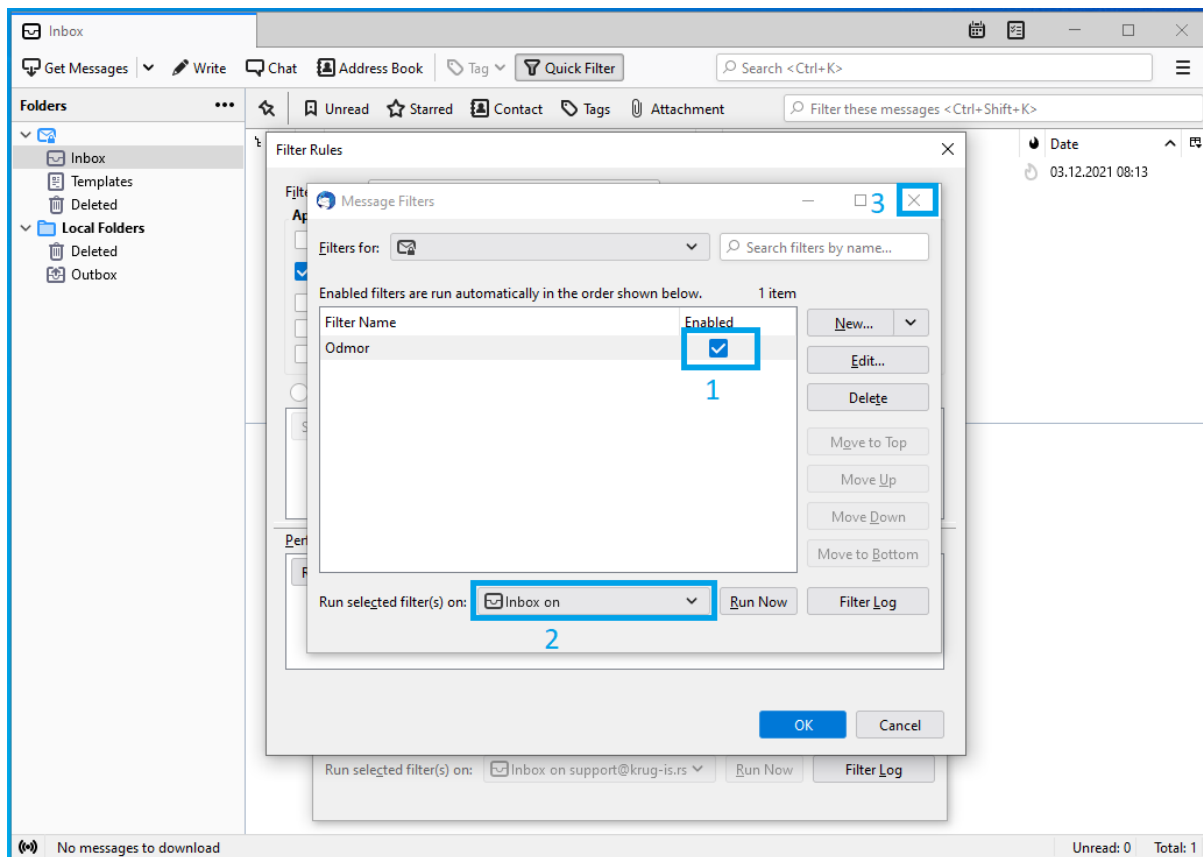 Inbox
Get Messages Write Chat Address Book Tag Quick Filter Search <Ctrl+K>
Folders ••• Unread Starred Contact Tags Attachment Filter these messages <Ctrl+Shift+K>
Inbox
Templates
Deleted
Local Folders
Deleted
Outbox
Date
03.12.2021 08:13
Filter Rules
Message Filters 3
Filters for: Search filters by name...
Enabled filters are run automatically in the order shown below. 1 item
Filter Name Enabled New...
Odmor
1
Edit...
Delete
Move to Top
Move Up
Move Down
Move to Bottom
Run selected filter(s) on: Inbox on Run Now Filter Log
2
OK Cancel
Run selected filter(s) on: Inbox on support@krug-is.rs Run Now Filter Log
No messages to download Unread: 0 Total: 1